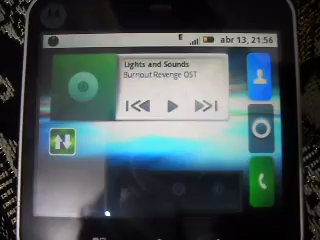 E
abr 13, 21:56
Lights and Sounds
Burnout Revenge OST